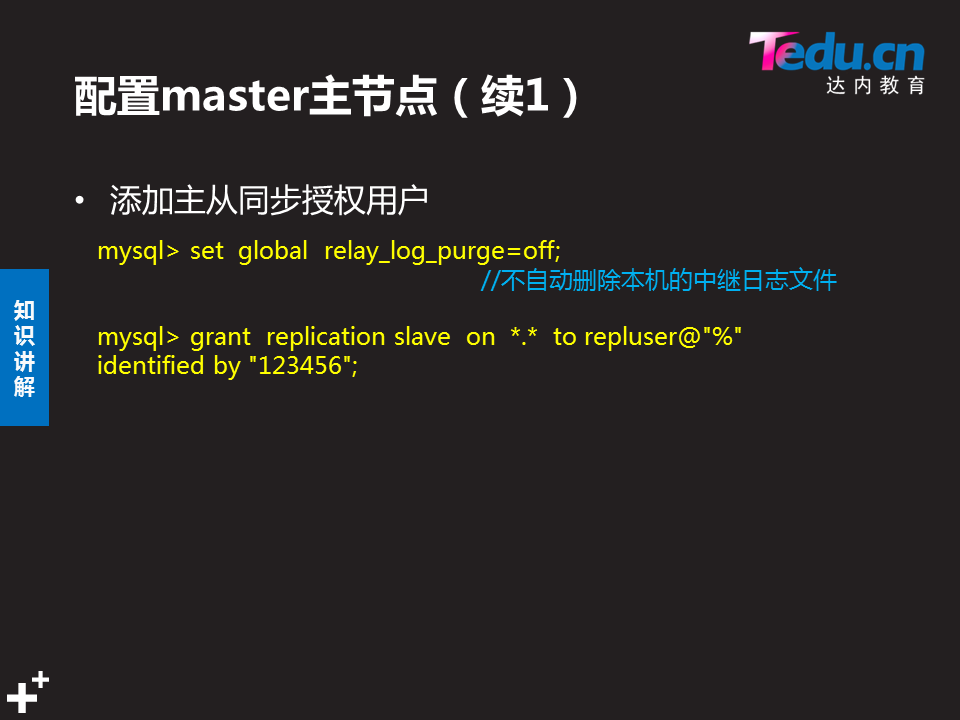 Tedu.cn
达内教育
配置master主节点（续1）
• 添加主从同步授权用户
mysql> set global relay_log_purge=off;
//不自动删除本机的中继日志文件
mysql> grant replication slave on *.* to repluser@"%"
identified by "123456";
知
识
讲
解